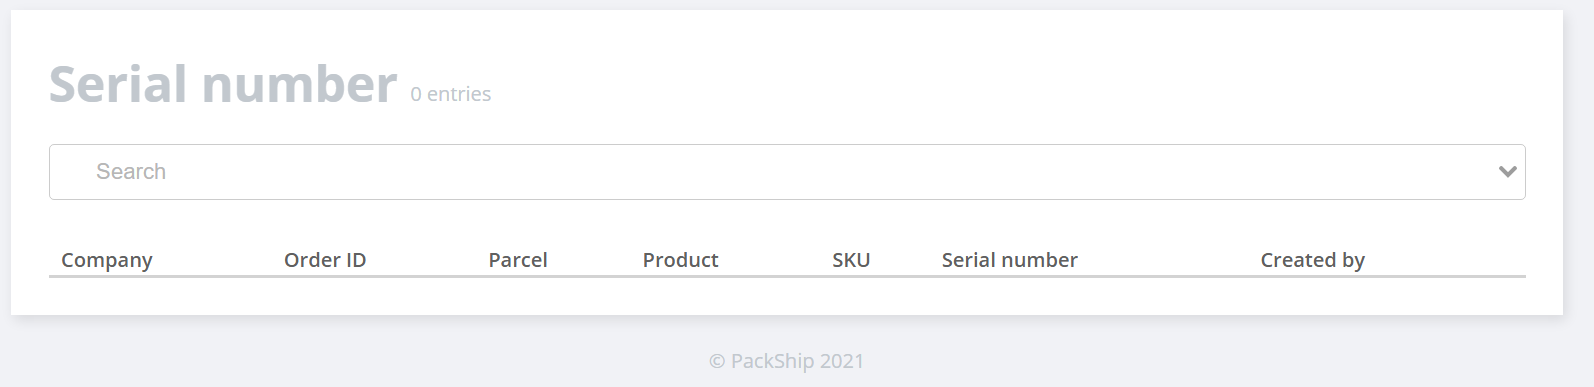 Serial number 0 entries
Search
Company Order ID Parcel Product SKU Serial number Created by
© PackShip 2021